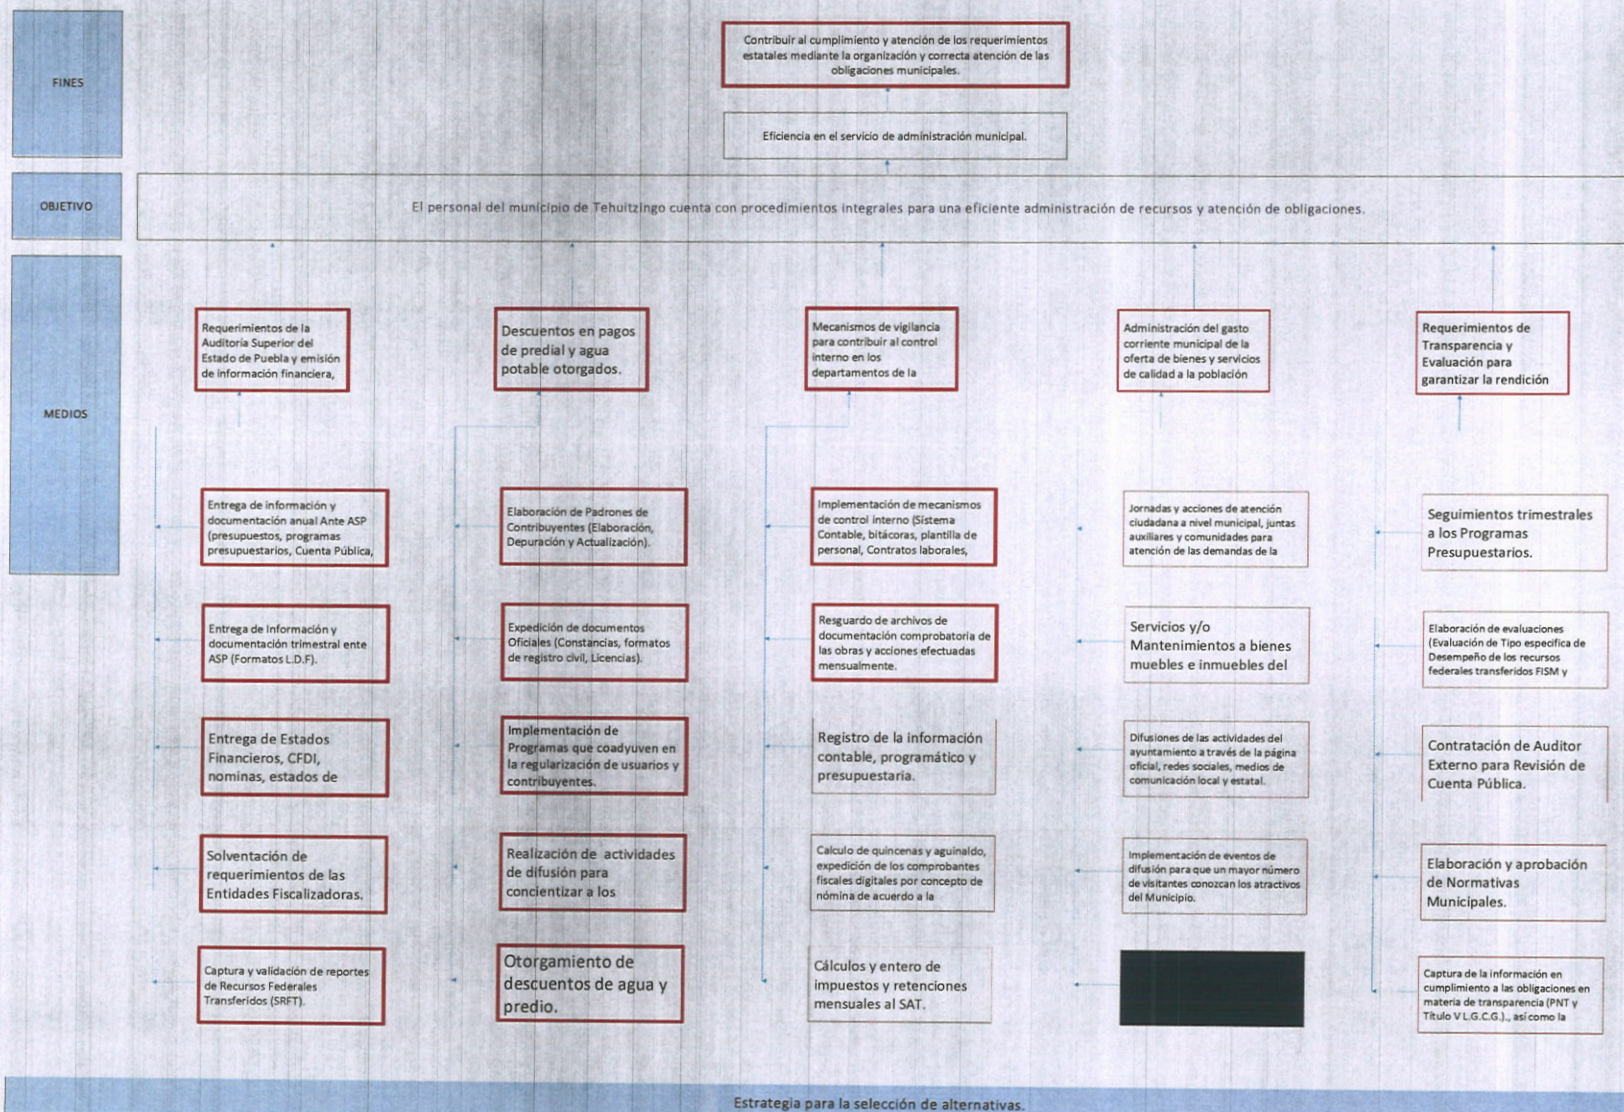 FINES
Contribuir al cumplimiento y atención de los requerimientos
estatales mediante la organización y correcta atención de las
obligaciones municipales.
Eficiencia en el servicio de administración municipal.
OBJETIVO
El personal del municipio de Tehuitzingo cuenta con procedimientos integrales para una eficiente administración de recursos y atención de obligaciones.
MEDIOS
Requerimientos de la
Auditoría Superior del
Estado de Puebla y emisión
de información financiera,
Descuentos en pagos
de predial y agua
potable otorgados.
Mecanismos de vigilancia
para contribuir al control
interno en los
departamentos de la
Administración del gasto
corriente municipal de la
oferta de bienes y servicios
de calidad a la población
Requerimientos de
Transparencia y
Evaluación para
garantizar la rendición
Entrega de información y
documentación anual Ante ASP
(presupuestos, programas
presupuestarios, Cuenta Pública,
Elaboración de Padrones de
Contribuyentes (Elaboración,
Depuración y Actualización).
Implementación de mecanismos
de control interno (Sistema
Contable, bitácoras, plantilla de
personal, Contratos laborales,
Jornadas y acciones de atención
ciudadana a nivel municipal, juntas
auxiliares y comunidades para
atención de las demandas de la
Seguimientos trimestrales
a los Programas
Presupuestarios.
Entrega de Información y
documentación trimestral ente
ASP (Formatos L.D.F).
Expedición de documentos
Oficiales (Constancias, formatos
de registro civil, Licencias).
Resguardo de archivos de
documentación comprobatoria de
las obras y acciones efectuadas
mensualmente.
Servicios y/o
Mantenimientos a bienes
muebles e inmuebles del
Elaboración de evaluaciones
(Evaluación de Tipo especifica de
Desempeño de los recursos
federales transferidos FISM y
Entrega de Estados
Financieros, CFDI,
nominas, estados de
Implementación de
Programas que coadyuven en
la regularización de usuarios y
contribuyentes.
Registro de la información
contable, programático y
presupuestaria.
Difusiones de las actividades del
ayuntamiento a través de la página
oficial, redes sociales, medios de
comunicación local y estatal.
Contratación de Auditor
Externo para Revisión de
Cuenta Pública.
Solventación de
requerimientos de las
Entidades Fiscalizadoras.
Realización de actividades
de difusión para
concientizar a los
Calculo de quincenas y aguinaldo,
expedición de los comprobantes
fiscales digitales por concepto de
nómina de acuerdo a la
Implementación de eventos de
difusión para que un mayor número
de visitantes conozcan los atractivos
del Municipio.
Elaboración y aprobación
de Normativas
Municipales.
Captura y validación de reportes
de Recursos Federales
Transferidos (SRFT).
Otorgamiento de
descuentos de agua y
predio.
Cálculos y entero de
impuestos y retenciones
mensuales al SAT.
Captura de la información en
cumplimiento a las obligaciones en
materia de transparencia (PNT y
Título V L.G.C.G.)., así como la
Estrategia para la selección de alternativas.